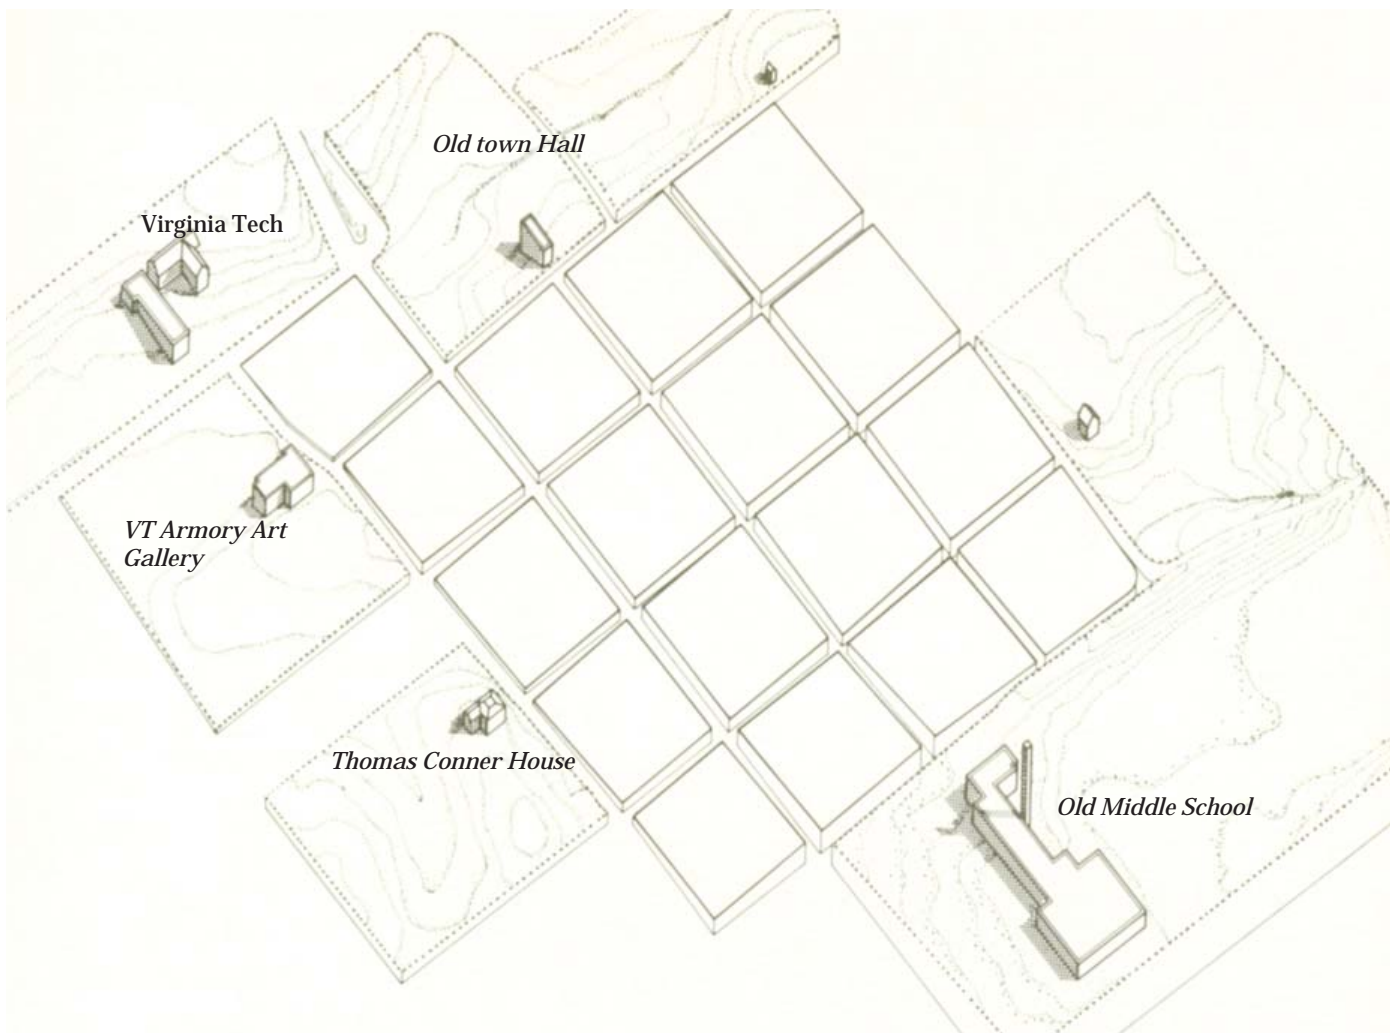 Old town Hall
Virginia Tech
VT Armory Art
Gallery
Thomas Conner House
Old Middle School